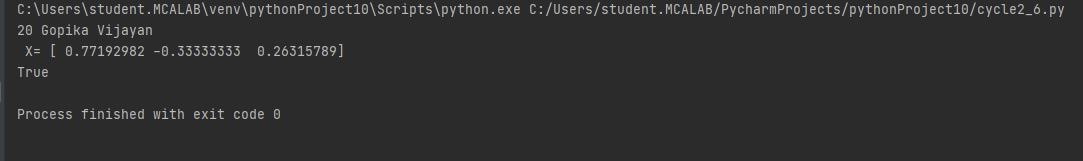 C:\Users\student.MCALAB\venv\pythonProject10\Scripts\python.exe C:/Users/student.MCALAB/PycharmProjects/pythonProject10/cycle2_6.py
20 Gopika Vijayan
 X= [ 0.77192982 -0.33333333  0.26315789]
True
Process finished with exit code 0